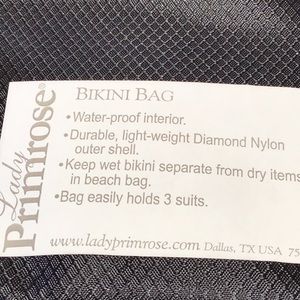 Lady
Primrose®
BIKINI BAG
•Water-proof interior.
•Durable, light-weight Diamond Nylon
outer shell.
•Keep wet bikini separate from dry items
in beach bag.
•Bag easily holds 3 suits.
www.ladyprimrose.com Dallas, TX USA 75